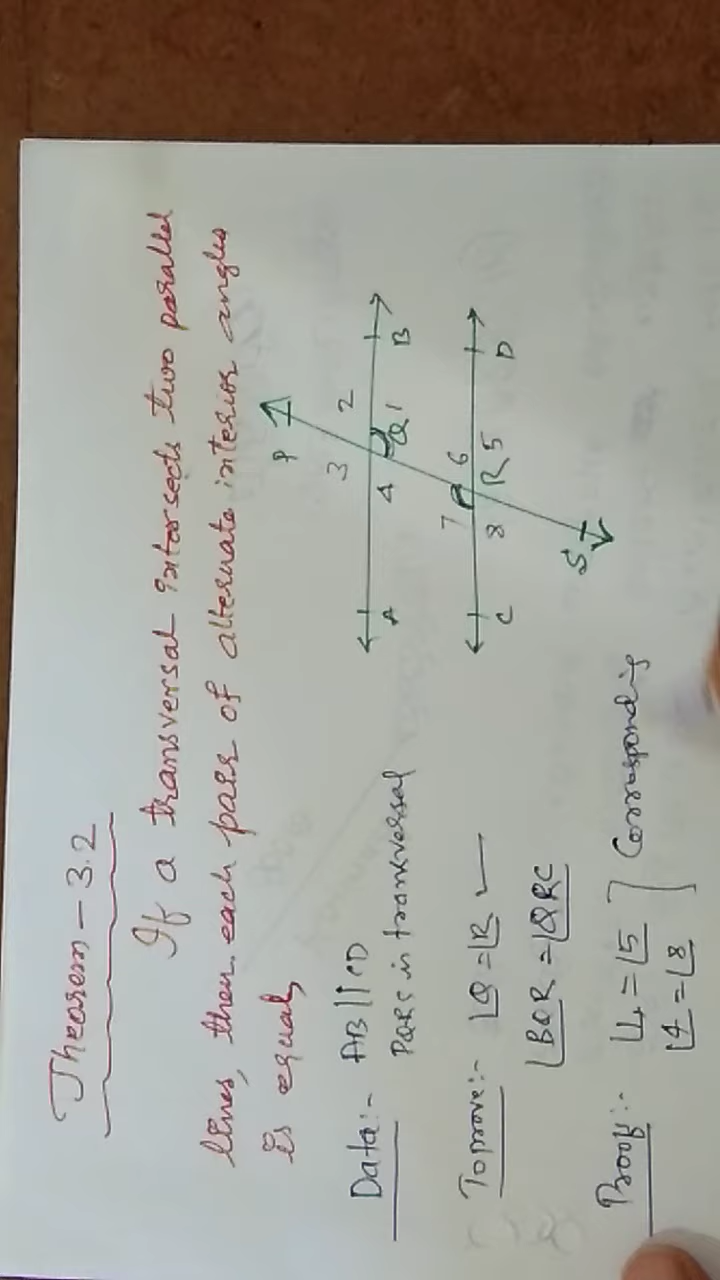 Theorem - 3.2
If a transversal intersects two parallel
lines, then each pair of alternate interior angles
is equal,
Data:- AB||CD
PQRS is transversal
To prove:- ∠Q = ∠R
∠BQR = ∠QRC
Proof:- ∠1 = ∠5 ] Corresponding
∠4 = ∠8
P
3 2
A 4 Q 1 B
7 6
C 8 R 5 D
S